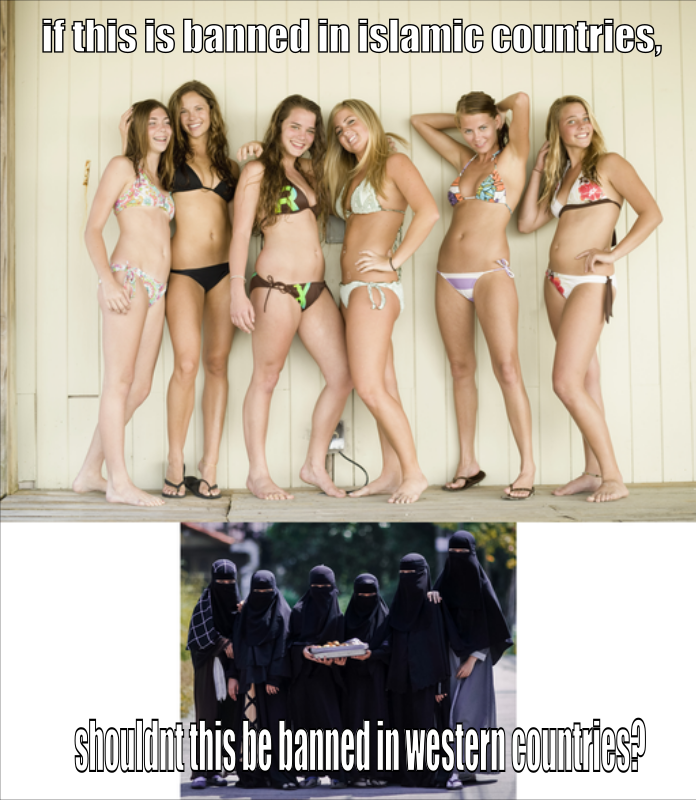 if this is banned in islamic countries,
shouldnt this be banned in western countries?